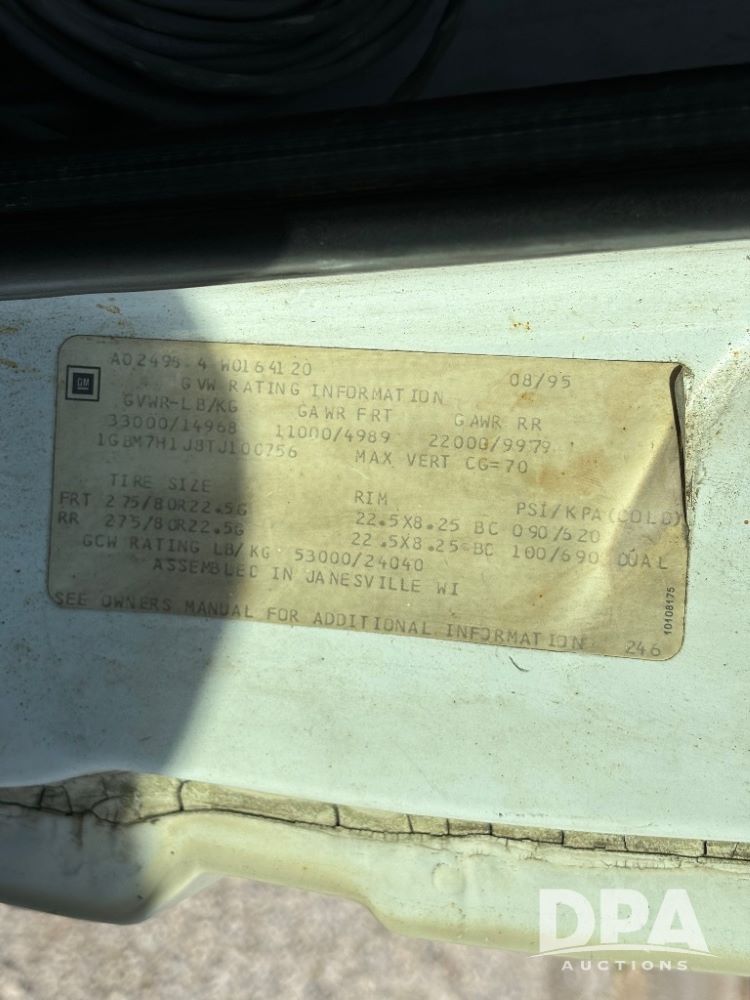 A02495.4 W0164120 08/95
GM
GVW RATING INFORMATION
GVWR-LB/KG GAWR FRT GAWR RR
33000/14968 11000/4989 22000/9979
1GBM7H1J8TJ100756 MAX VERT CG=70
TIRE SIZE RIM PSI/KPA(COLD)
FRT 275/80R22.5G 22.5X8.25 BC 090/620
RR 275/80R22.5G 22.5X8.25 BC 100/690 DUAL
GCW RATING LB/KG 53000/24040
ASSEMBLED IN JANESVILLE WI
SEE OWNERS MANUAL FOR ADDITIONAL INFORMATION 246
10108175
DPA
AUCTIONS